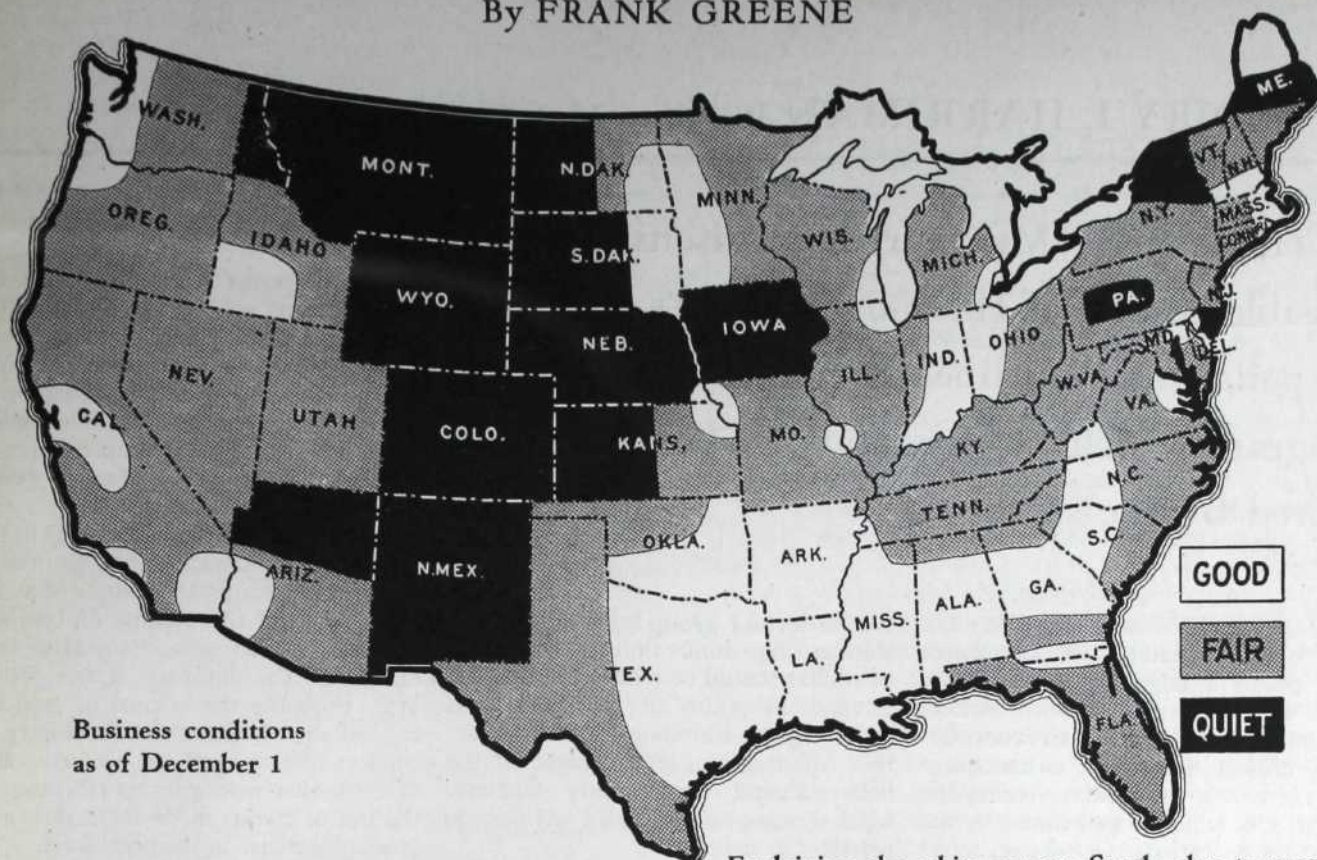 By FRANK GREENE
WASH.
MONT.
N.DAK.
MINN.
ME.
VT.
N.H.
OREG.
IDAHO
S.DAK.
WIS.
MICH.
N.Y.
MASS.
CONN.
WYO.
IOWA
PA.
N.J.
NEV.
UTAH
NEB.
ILL.
IND.
OHIO
MD.
DEL.
W.VA.
VA.
CAL.
COLO.
KANS.
MO.
KY.
N.C.
TENN.
ARIZ.
N.MEX.
OKLA.
ARK.
S.C.
MISS.
ALA.
GA.
TEX.
LA.
FLA.
GOOD
FAIR
QUIET
Business conditions
as of December 1